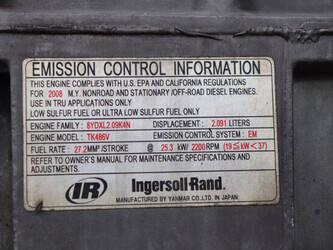 EMISSION CONTROL INFORMATION
THIS ENGINE COMPLIES WITH U.S. EPA AND CALIFORNIA REGULATIONS
FOR 2008 M.Y. NONROAD AND STATIONARY /OFF-ROAD DIESEL ENGINES.
USE IN TRU APPLICATIONS ONLY
LOW SULFUR FUEL OR ULTRA LOW SULFUR FUEL ONLY
ENGINE FAMILY : 8YDXL2.09K4N DISPLACEMENT : 2.091 LITERS
ENGINE MODEL : TK486V EMISSION CONTROL SYSTEM : EM
FUEL RATE : 27.2MM³/STROKE @ 25.3 kW/ 2200 RPM (19≦kW<37)
REFER TO OWNER'S MANUAL FOR MAINTENANCE SPECIFICATIONS AND
ADJUSTMENTS.
IR Ingersoll-Rand.
MANUFACTURED BY YANMAR CO.,LTD. IN JAPAN